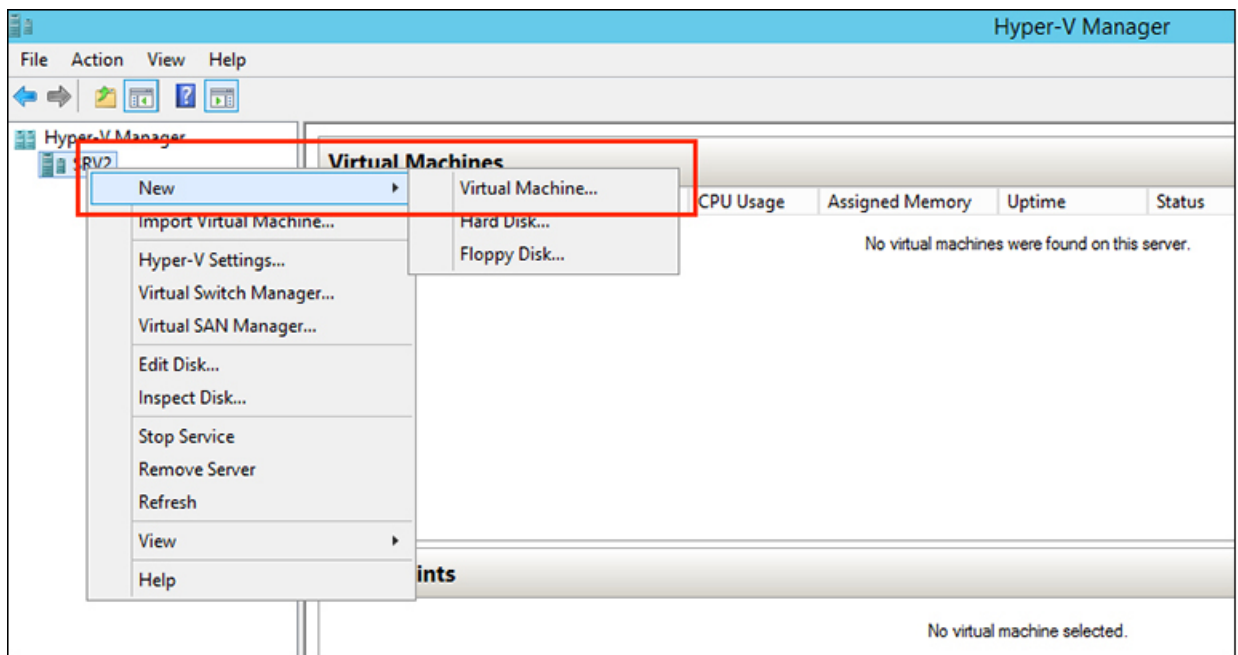 Hyper-V Manager
File Action View Help
Hyper-V Manager
SRV2
Virtual Machines
New
Virtual Machine...
CPU Usage Assigned Memory Uptime Status
Import Virtual Machine...
Hard Disk...
No virtual machines were found on this server.
Hyper-V Settings...
Floppy Disk...
Virtual Switch Manager...
Virtual SAN Manager...
Edit Disk...
Inspect Disk...
Stop Service
Remove Server
Refresh
View
ints
Help
No virtual machine selected.